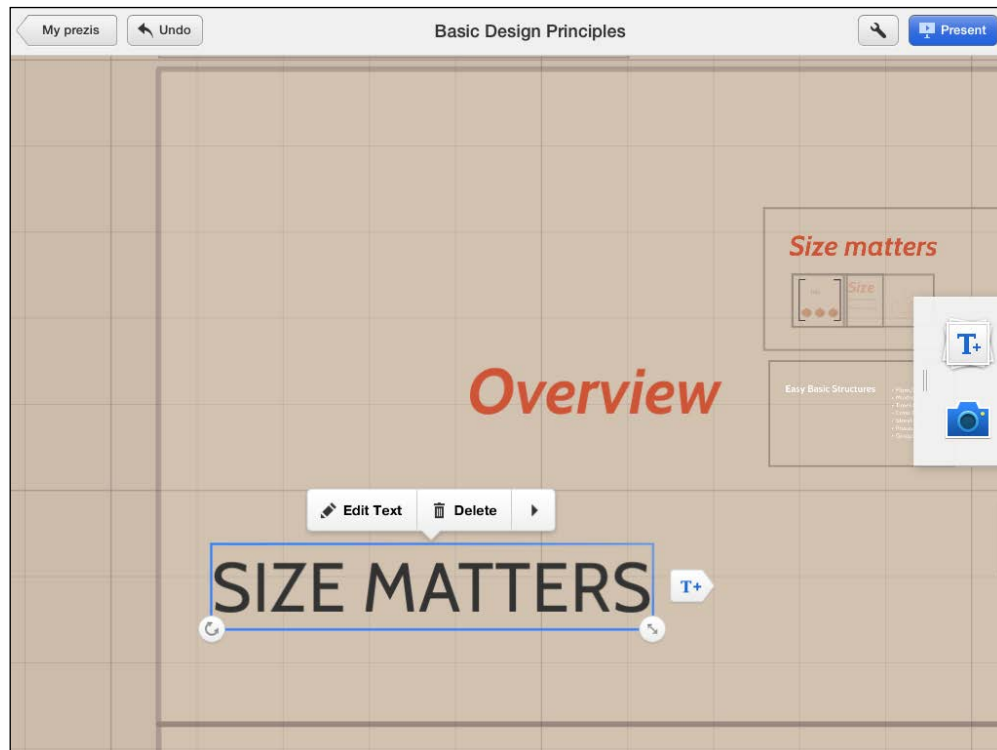 My prezis
Undo
Basic Design Principles
Present
Size matters
Size
T+
Overview
Easy Basic Structures
Edit Text
Delete
SIZE MATTERS
T+